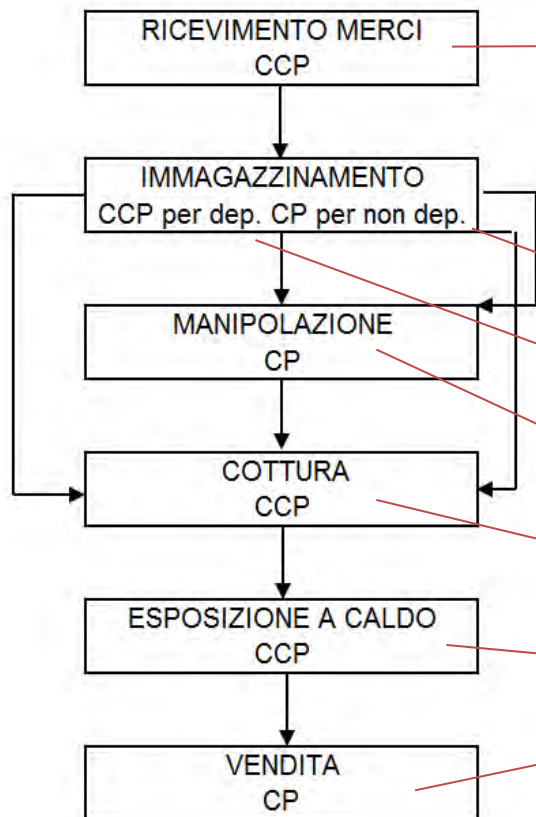 RICEVIMENTO MERCI
CCP
IMMAGAZZINAMENTO
CCP per dep. CP per non dep.
MANIPOLAZIONE
CP
COTTURA
CCP
ESPOSIZIONE A CALDO
CCP
VENDITA
CP